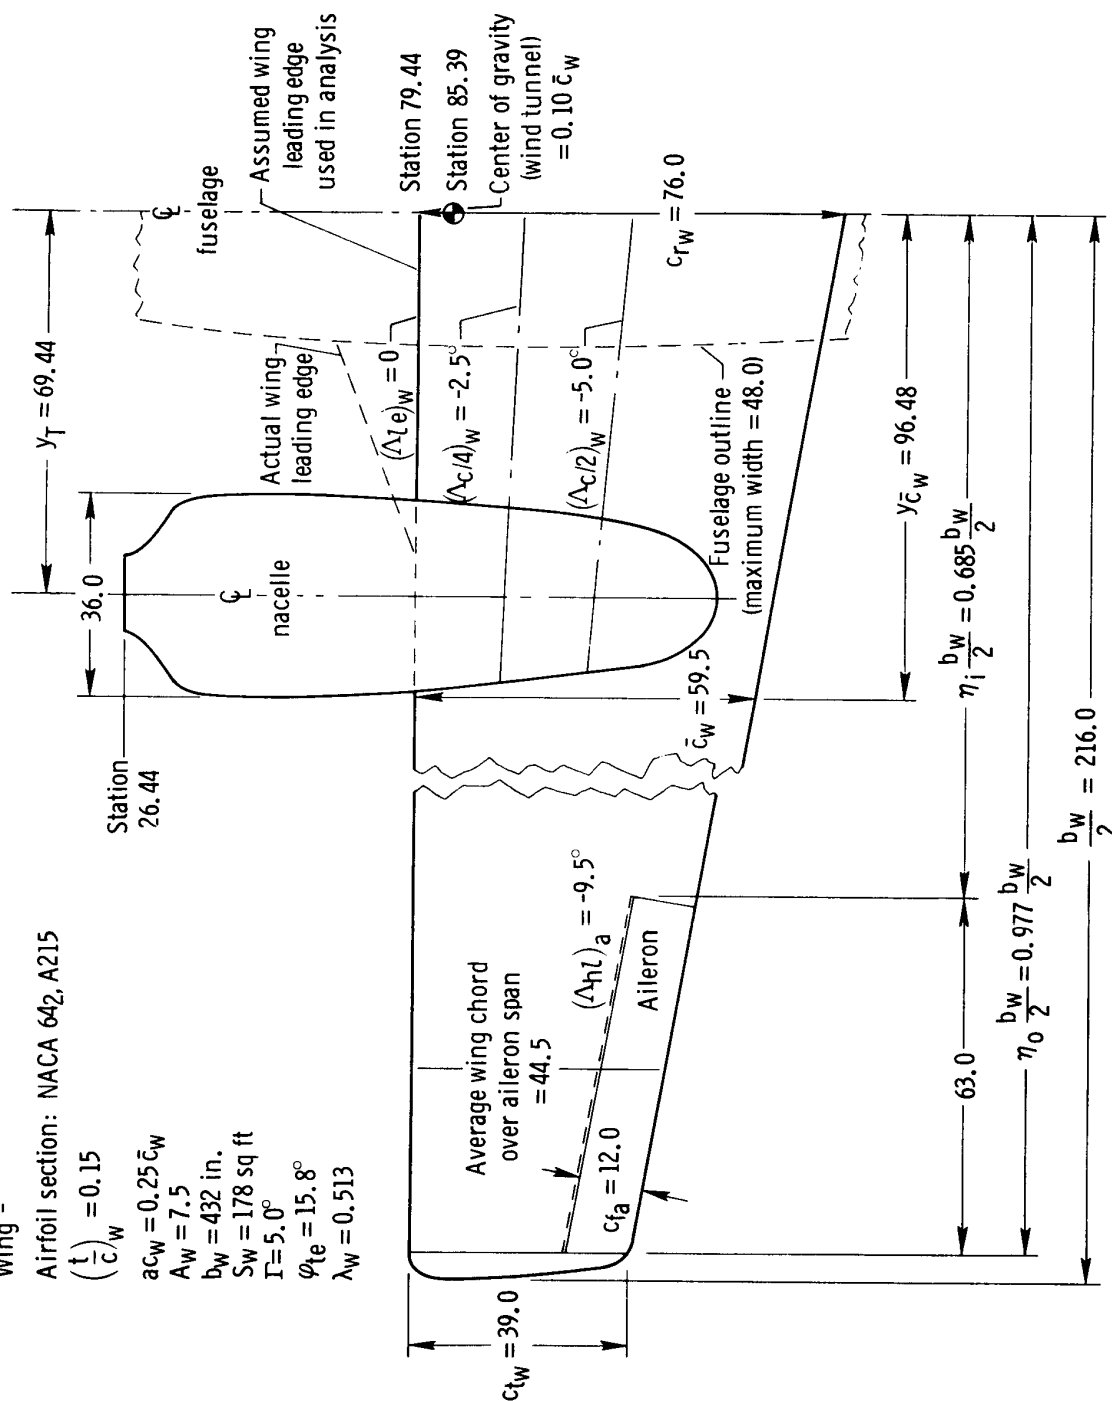 Wing -
Airfoil section: NACA 64₂, A215
(t/c)_w = 0.15
ac_w = 0.25 c̄_w
A_w = 7.5
b_w = 432 in.
S_w = 178 sq ft
Γ = 5.0°
φ_te = 15.8°
λ_w = 0.513
Station
26.44
36.0
y_T = 69.44
℄
nacelle
℄
fuselage
Assumed wing
leading edge
used in analysis
Actual wing
leading edge
Station 79.44
Station 85.39
Center of gravity
(wind tunnel)
= 0.10 c̄_w
(Λ_le)_w = 0
(Λ_c/4)_w = -2.5°
(Λ_c/2)_w = -5.0°
c_r_w = 76.0
Fuselage outline
(maximum width = 48.0)
c̄_w = 59.5
y_c̄_w = 96.48
Average wing chord
over aileron span
=44.5
(Λ_hl)_a = -9.5°
Aileron
c_f_a = 12.0
c_t_w = 39.0
63.0
η_i b_w/2 = 0.685 b_w/2
η_o b_w/2 = 0.977 b_w/2
b_w/2 = 216.0